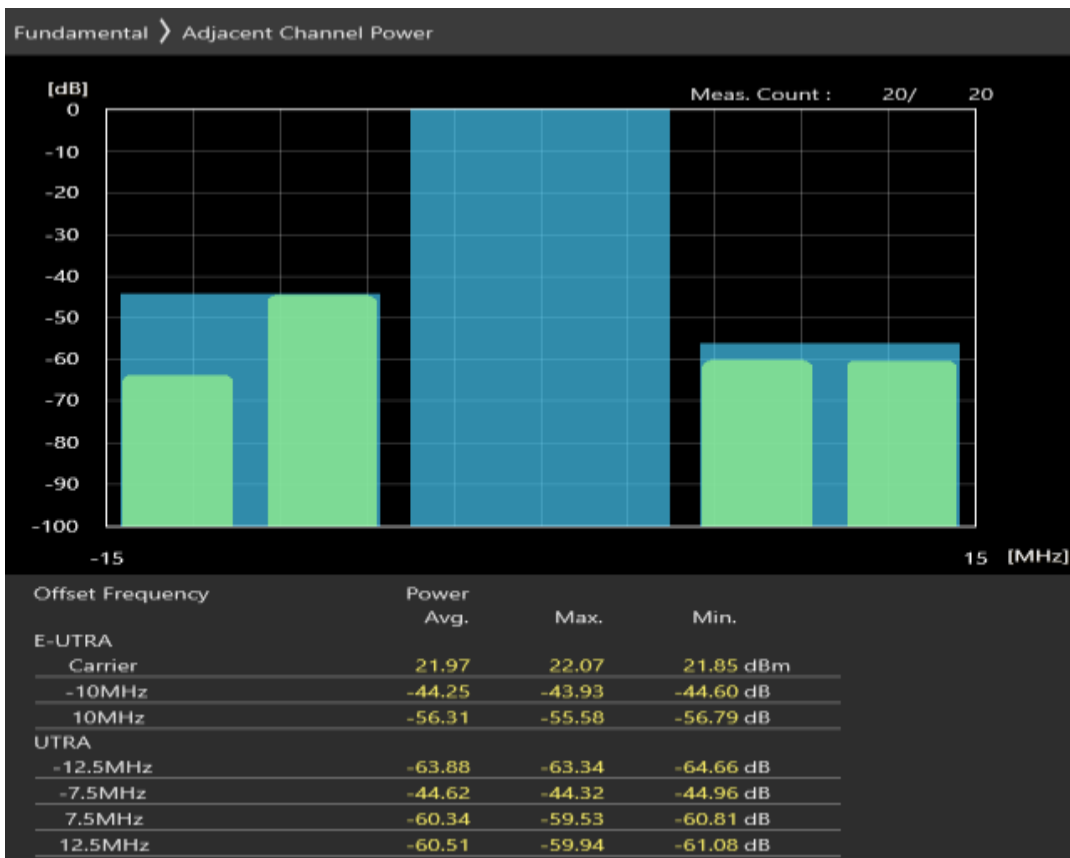 Fundamental 〉 Adjacent Channel Power
[dB]
Meas. Count : 20/ 20
0
-10
-20
-30
-40
-50
-60
-70
-80
-90
-100
-15 15 [MHz]
Offset Frequency Power
Avg. Max. Min.
E-UTRA
Carrier 21.97 22.07 21.85 dBm
-10MHz -44.25 -43.93 -44.60 dB
10MHz -56.31 -55.58 -56.79 dB
UTRA
-12.5MHz -63.88 -63.34 -64.66 dB
-7.5MHz -44.62 -44.32 -44.96 dB
7.5MHz -60.34 -59.53 -60.81 dB
12.5MHz -60.51 -59.94 -61.08 dB